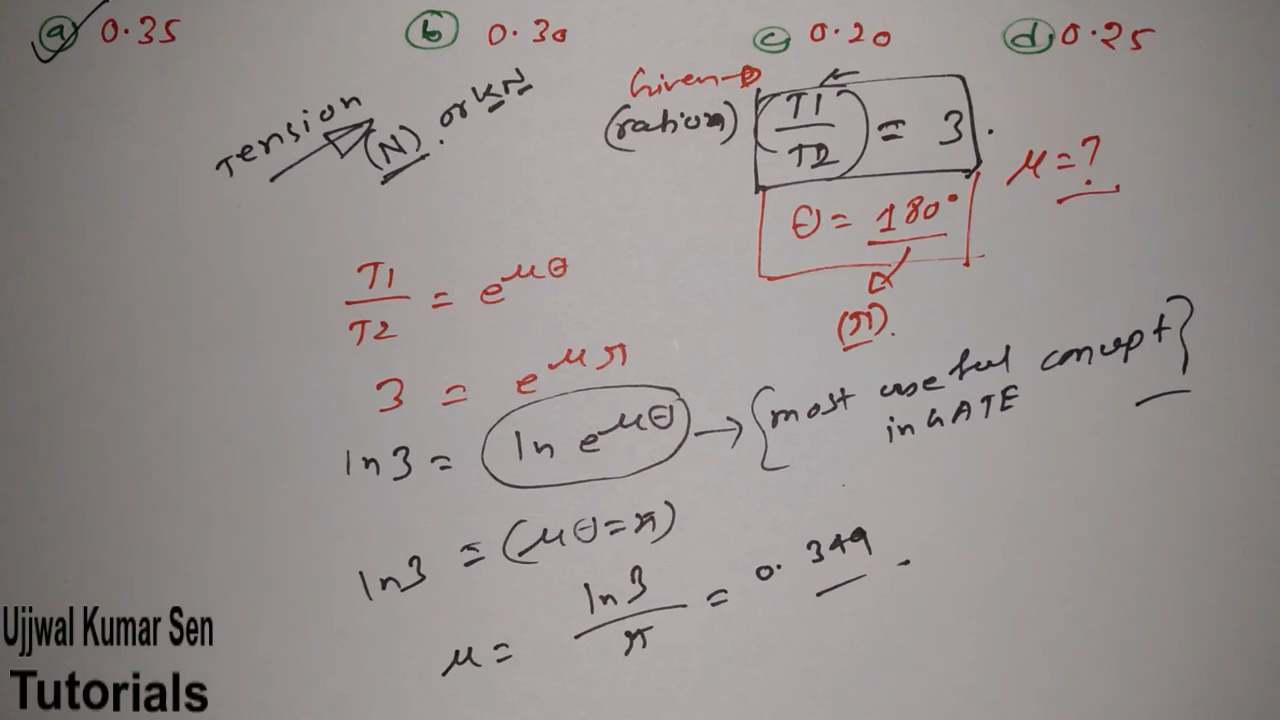 (a) 0.35 (b) 0.30 (c) 0.20 (d) 0.25
Tension (N). or KN
Given→
(ration) (T1/T2) = 3.
μ = ?
θ = 180°
(π).
T1/T2 = e^μθ
3 = e^μπ
ln3 = ln e^μθ → {most useful concept}
in GATE
ln3 = (μθ=π)
μ = ln3/π = 0.349.
Ujjwal Kumar Sen
Tutorials